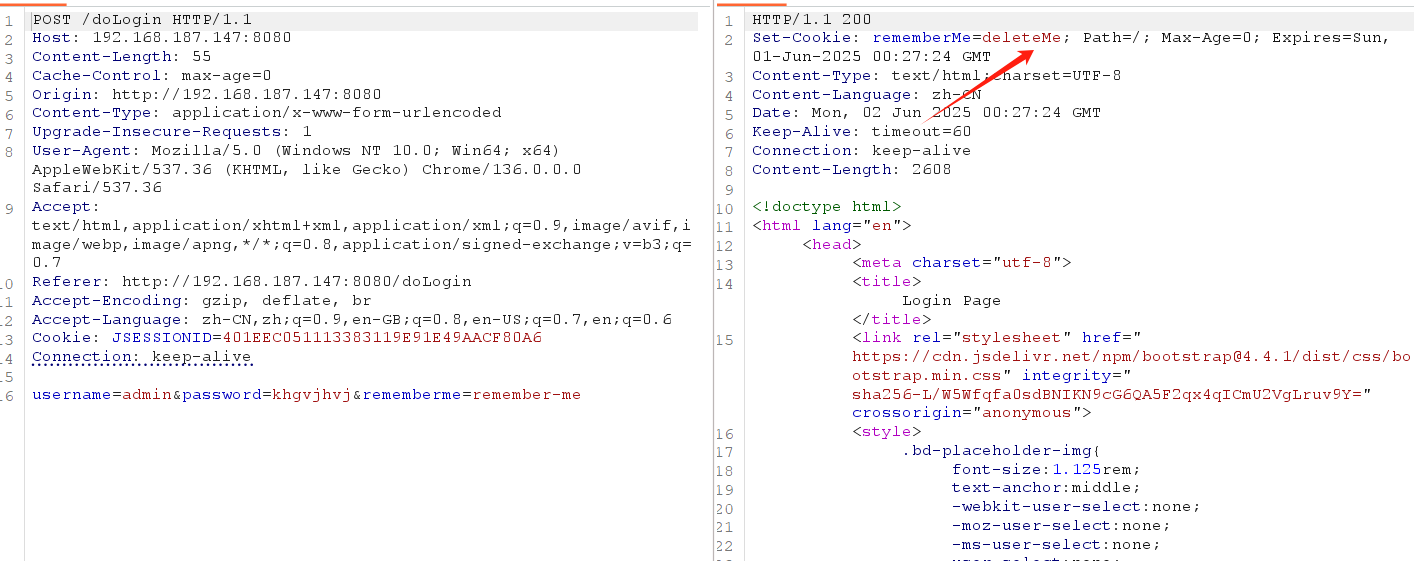 1 POST /doLogin HTTP/1.1
2 Host: 192.168.187.147:8080
3 Content-Length: 55
4 Cache-Control: max-age=0
5 Origin: http://192.168.187.147:8080
6 Content-Type: application/x-www-form-urlencoded
7 Upgrade-Insecure-Requests: 1
8 User-Agent: Mozilla/5.0 (Windows NT 10.0; Win64; x64)
AppleWebKit/537.36 (KHTML, like Gecko) Chrome/136.0.0.0
Safari/537.36
9 Accept:
text/html,application/xhtml+xml,application/xml;q=0.9,image/avif,i
mage/webp,image/apng,*/*;q=0.8,application/signed-exchange;v=b3;q=
0.7
10 Referer: http://192.168.187.147:8080/doLogin
11 Accept-Encoding: gzip, deflate, br
12 Accept-Language: zh-CN,zh;q=0.9,en-GB;q=0.8,en-US;q=0.7,en;q=0.6
13 Cookie: JSESSIONID=401EEC051113383119E91E49AACF80A6
14 Connection: keep-alive
15
16 username=admin&password=khgvjhvj&rememberme=remember-me
1 HTTP/1.1 200
2 Set-Cookie: rememberMe=deleteMe; Path=/; Max-Age=0; Expires=Sun,
01-Jun-2025 00:27:24 GMT
3 Content-Type: text/html;charset=UTF-8
4 Content-Language: zh-CN
5 Date: Mon, 02 Jun 2025 00:27:24 GMT
6 Keep-Alive: timeout=60
7 Connection: keep-alive
8 Content-Length: 2608
9
10 <!doctype html>
11 <html lang="en">
12 <head>
13 <meta charset="utf-8">
14 <title>
Login Page
</title>
15 <link rel="stylesheet" href="
https://cdn.jsdelivr.net/npm/bootstrap@4.4.1/dist/css/bo
otstrap.min.css" integrity="
sha256-L/W5Wfqfa0sdBNIKN9cG6QA5F2qx4qICmU2VgLruv9Y="
crossorigin="anonymous">
16 <style>
17 .bd-placeholder-img{
18 font-size:1.125rem;
19 text-anchor:middle;
20 -webkit-user-select:none;
21 -moz-user-select:none;
22 -ms-user-select:none;